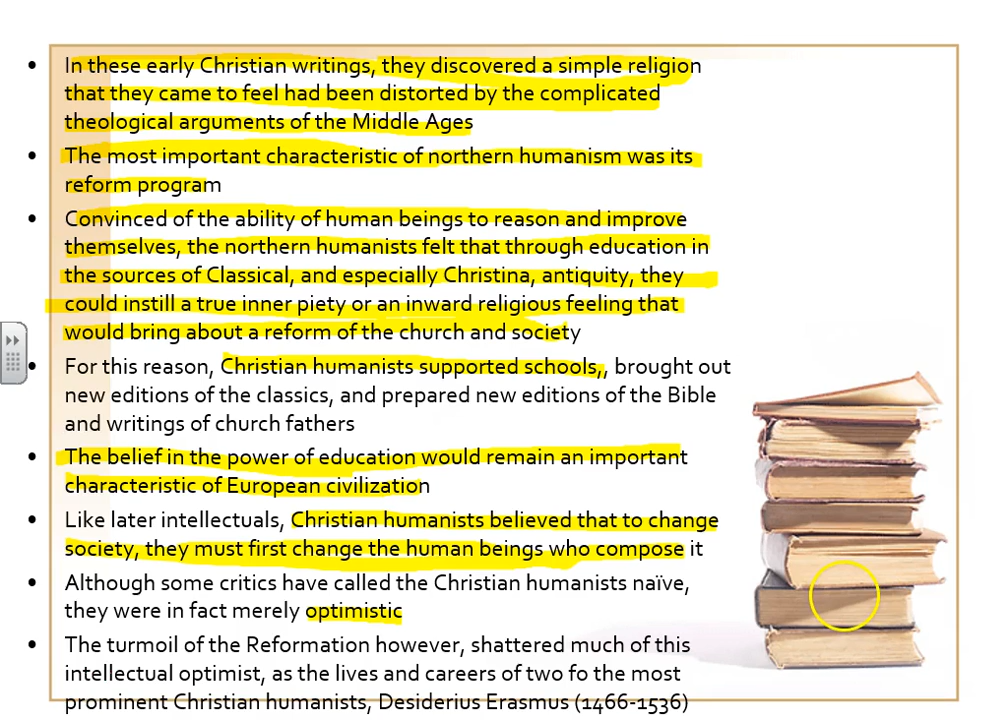 • In these early Christian writings, they discovered a simple religion
that they came to feel had been distorted by the complicated
theological arguments of the Middle Ages
• The most important characteristic of northern humanism was its
reform program
• Convinced of the ability of human beings to reason and improve
themselves, the northern humanists felt that through education in
the sources of Classical, and especially Christina, antiquity, they
could instill a true inner piety or an inward religious feeling that
would bring about a reform of the church and society
• For this reason, Christian humanists supported schools,, brought out
new editions of the classics, and prepared new editions of the Bible
and writings of church fathers
• The belief in the power of education would remain an important
characteristic of European civilization
• Like later intellectuals, Christian humanists believed that to change
society, they must first change the human beings who compose it
• Although some critics have called the Christian humanists naïve,
they were in fact merely optimistic
• The turmoil of the Reformation however, shattered much of this
intellectual optimist, as the lives and careers of two fo the most
prominent Christian humanists, Desiderius Erasmus (1466-1536)